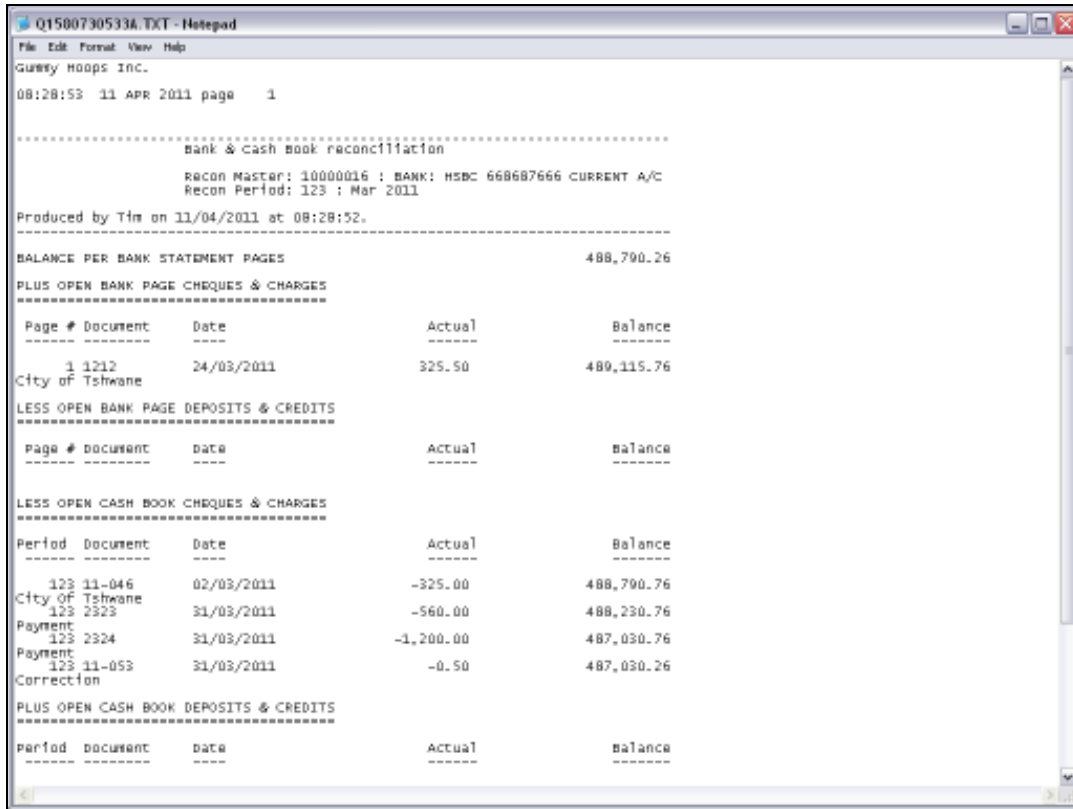 Q1580730533A.TXT - Notepad
File Edit Format View Help
Gummy Hoops Inc.
08:28:53 11 APR 2011 page 1
Bank & Cash Book reconciliation
Recon Master: 10000016 : BANK: HSBC 668687666 CURRENT A/C
Recon Period: 123 : Mar 2011
Produced by Tim on 11/04/2011 at 08:28:52.
BALANCE PER BANK STATEMENT PAGES 488,790.26
PLUS OPEN BANK PAGE CHEQUES & CHARGES
Page # Document Date Actual Balance
1 1212 24/03/2011 325.50 489,115.76
City of Tshwane
LESS OPEN BANK PAGE DEPOSITS & CREDITS
Page # Document Date Actual Balance
LESS OPEN CASH BOOK CHEQUES & CHARGES
Period Document Date Actual Balance
123 11-046 02/03/2011 -325.00 488,790.76
City Of Tshwane
123 2323 31/03/2011 -560.00 488,230.76
Payment
123 2324 31/03/2011 -1,200.00 487,030.76
Payment
123 11-053 31/03/2011 -0.50 487,030.26
Correction
PLUS OPEN CASH BOOK DEPOSITS & CREDITS
Period Document Date Actual Balance